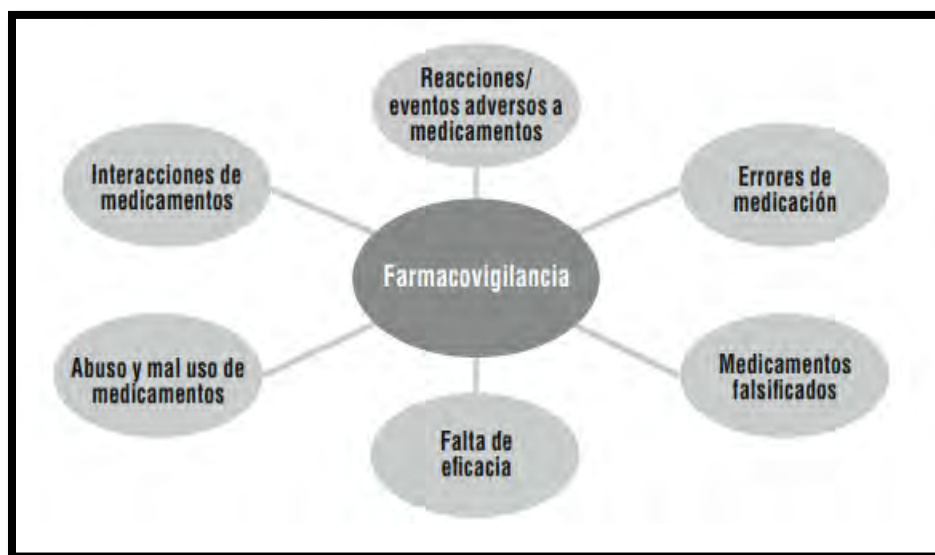 Reacciones/
eventos adversos a
medicamentos
Interacciones de
medicamentos
Errores de
medicación
Farmacovigilancia
Abuso y mal uso de
medicamentos
Medicamentos
falsificados
Falta de
eficacia